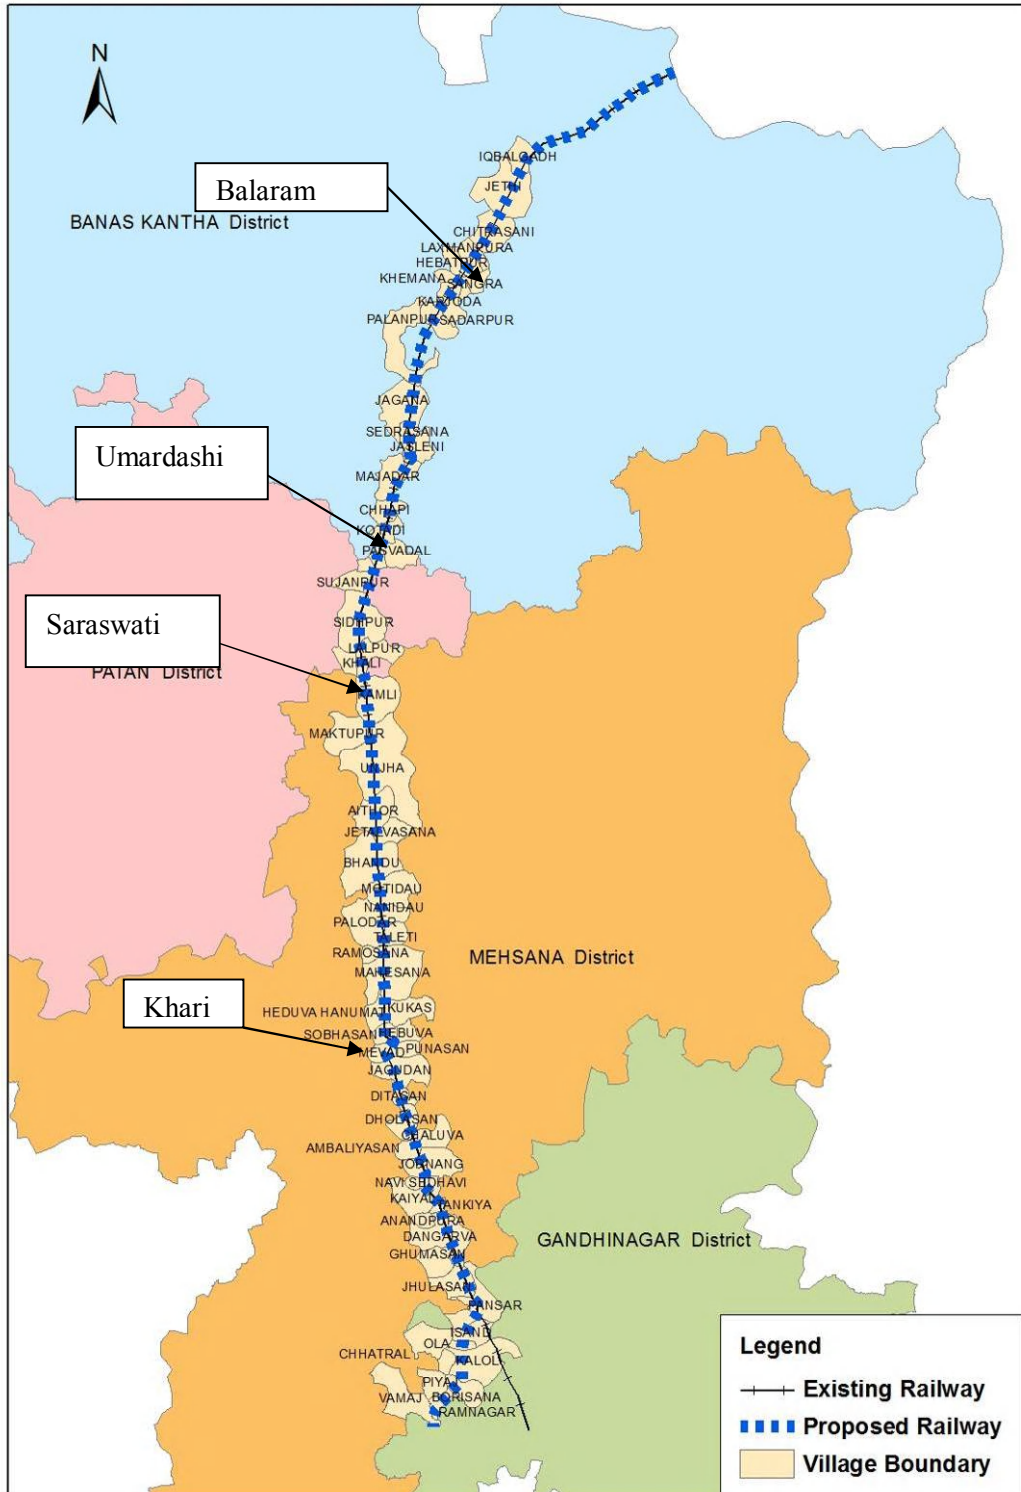 N
IQBALGADH
JETHI
Balaram
BANAS KANTHA District
CHITRASANI
LAXMANPURA
HEBATPUR
KHEMANA
SANGRA
KARJODA
PALANPUR
SADARPUR
JAGANA
SEDRASANA
JASLENI
Umardashi
MAJADAR
CHHAPI
KOTADI
PASVADAL
SUJANPUR
Saraswati
SIDHPUR
LALPUR
KHALI
PATAN District
KAMLI
MAKTUPUR
UNJHA
AITHOR
JETALVASANA
BHANDU
MOTIDAU
NANIDAU
PALODAR
TALETI
RAMOSANA
MEHSANA District
MAHESANA
Khari
KUKAS
HEDUVA HANUMAT
SOBHASAN
HEBUVA
PUNASAN
MEVAD
JAGUDAN
DITASAN
DHOLASAN
CHALUVA
AMBALIYASAN
JORNANG
NAVI SEDHAVI
KAIYAL
TANKIYA
ANANDPURA
DANGARVA
GANDHINAGAR District
GHUMASAN
JHULASAN
PANSAR
ISAND
OLA
CHHATRAL
KALOL
PIYAJ
VAMAJ
BORISANA
RAMNAGAR
Legend
Existing Railway
Proposed Railway
Village Boundary